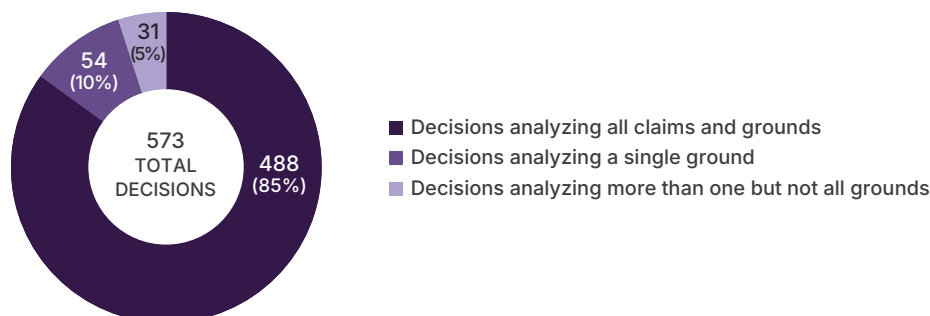 31
(5%)
54
(10%)
573
TOTAL
DECISIONS
488
(85%)
Decisions analyzing all claims and grounds
Decisions analyzing a single ground
Decisions analyzing more than one but not all grounds